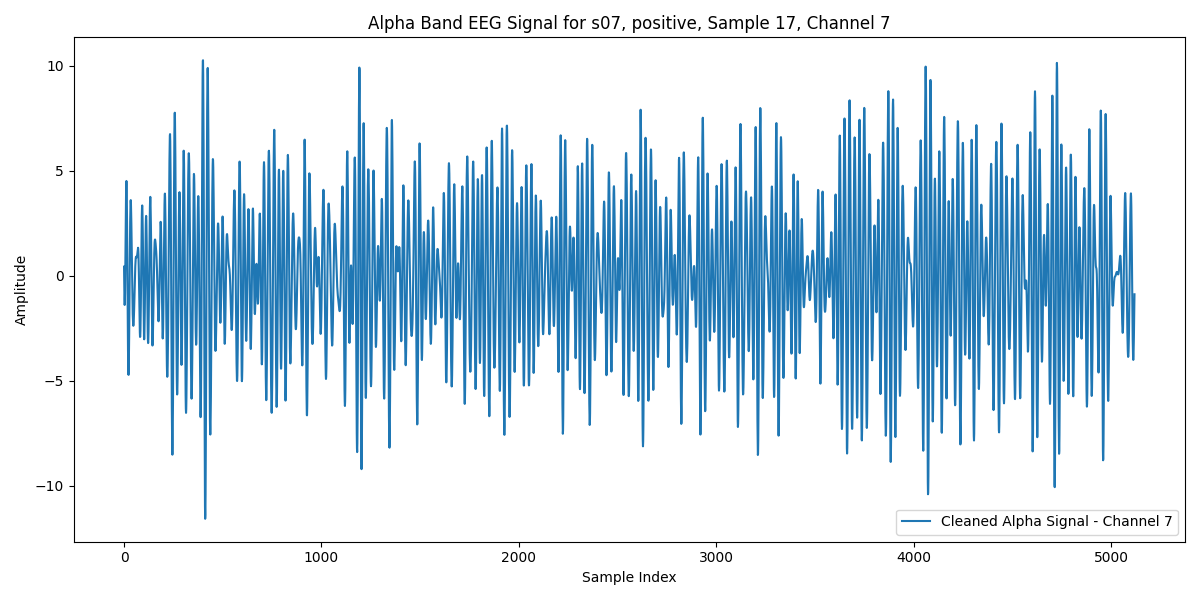 Alpha Band EEG Signal for s07, positive, Sample 17, Channel 7
Amplitude
10
5
0
−5
−10
Cleaned Alpha Signal - Channel 7
0 1000 2000 3000 4000 5000
Sample Index